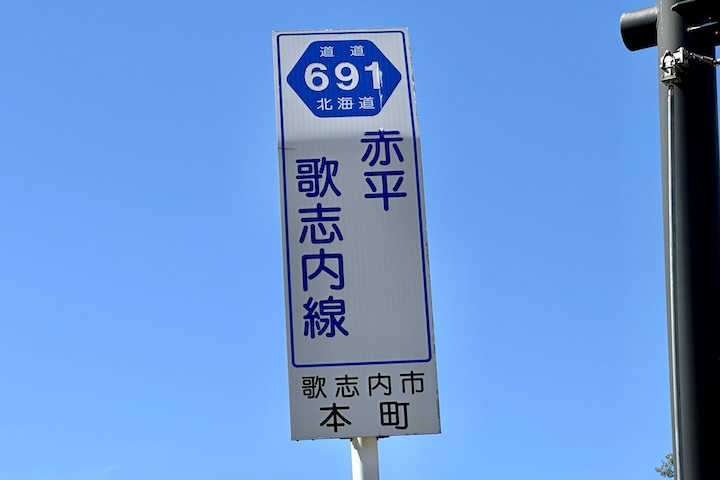 道道
691
北海道
赤平
歌志内線
歌志内市
本町